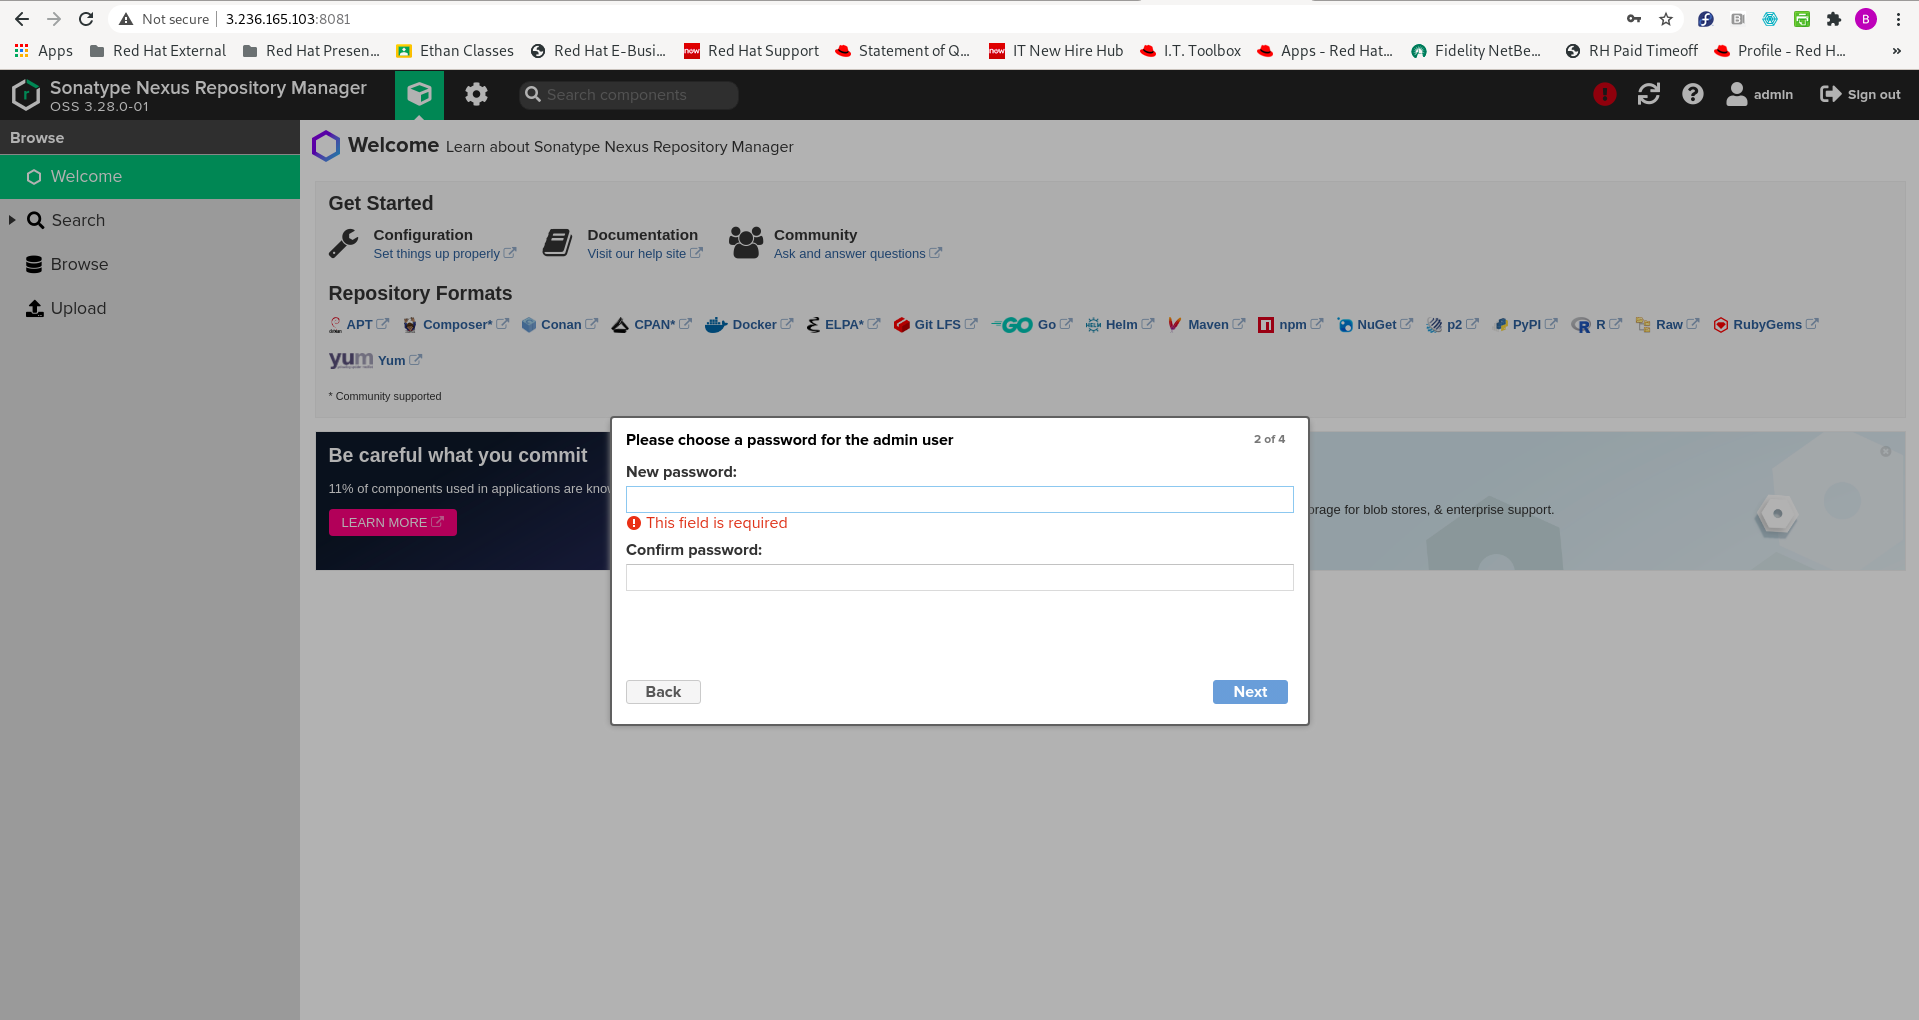 Not secure 3.236.165.103:8081
Apps Red Hat External Red Hat Presen... Ethan Classes Red Hat E-Busi... now Red Hat Support Statement of Q... now IT New Hire Hub I.T. Toolbox Apps - Red Hat... Fidelity NetBe... RH Paid Timeoff Profile - Red H... »
Sonatype Nexus Repository Manager
OSS 3.28.0-01
Search components
admin
Sign out
Browse
Welcome
Search
Browse
Upload
Welcome Learn about Sonatype Nexus Repository Manager
Get Started
Configuration
Set things up properly
Documentation
Visit our help site
Community
Ask and answer questions
Repository Formats
APT Composer* Conan CPAN* Docker ELPA* Git LFS GO Go HELM Helm Maven npm NuGet p2 PyPI R R Raw RubyGems
yum Yum
* Community supported
Be careful what you commit
11% of components used in applications are know
LEARN MORE
orage for blob stores, & enterprise support.
Please choose a password for the admin user
2 of 4
New password:
This field is required
Confirm password:
Back
Next